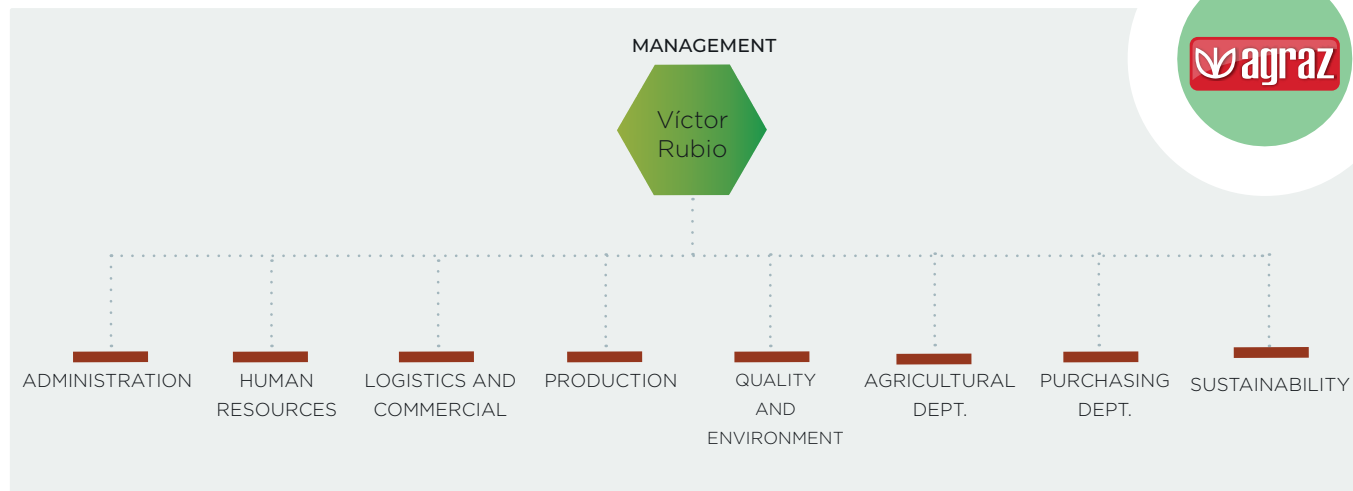 MANAGEMENT
agraz
Víctor
Rubio
ADMINISTRATION
HUMAN
RESOURCES
LOGISTICS AND
COMMERCIAL
PRODUCTION
QUALITY
AND
ENVIRONMENT
AGRICULTURAL
DEPT.
PURCHASING
DEPT.
SUSTAINABILITY